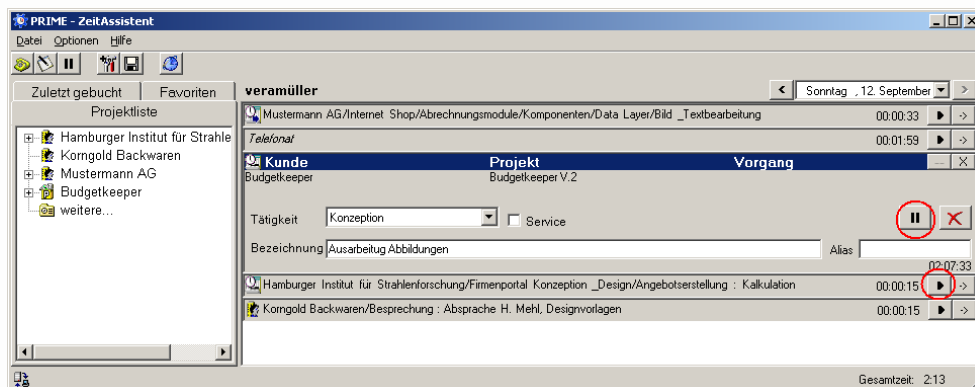 PRIME - ZeitAssistent
Datei Optionen Hilfe
Zuletzt gebucht Favoriten
Projektliste
Hamburger Institut für Strahle
Korngold Backwaren
Mustermann AG
Budgetkeeper
weitere...
veramüller < Sonntag , 12. September >
Mustermann AG/Internet Shop/Abrechnungsmodule/Komponenten/Data Layer/Bild _Textbearbeitung 00:00:33 ->
Telefonat 00:01:59 ->
Kunde Projekt Vorgang
Budgetkeeper Budgetkeeper V.2
Tätigkeit Konzeption Service
Bezeichnung Ausarbeitug Abbildungen Alias
02:07:33
Hamburger Institut für Strahlenforschung/Firmenportal Konzeption _Design/Angebotserstellung : Kalkulation 00:00:15 ->
Korngold Backwaren/Besprechung : Absprache H. Mehl, Designvorlagen 00:00:15 ->
Gesamtzeit: 2:13